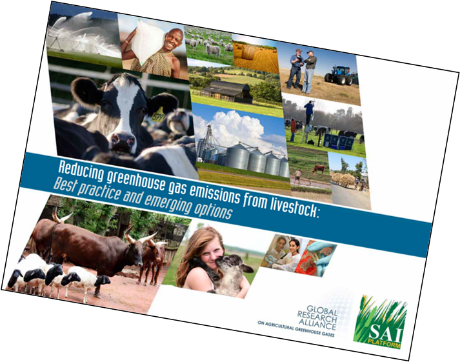 Reducing greenhouse gas emissions from livestock:
Best practice and emerging options
GLOBAL
RESEARCH
ALLIANCE
ON AGRICULTURAL GREENHOUSE GASES
SAI
PLATFORM